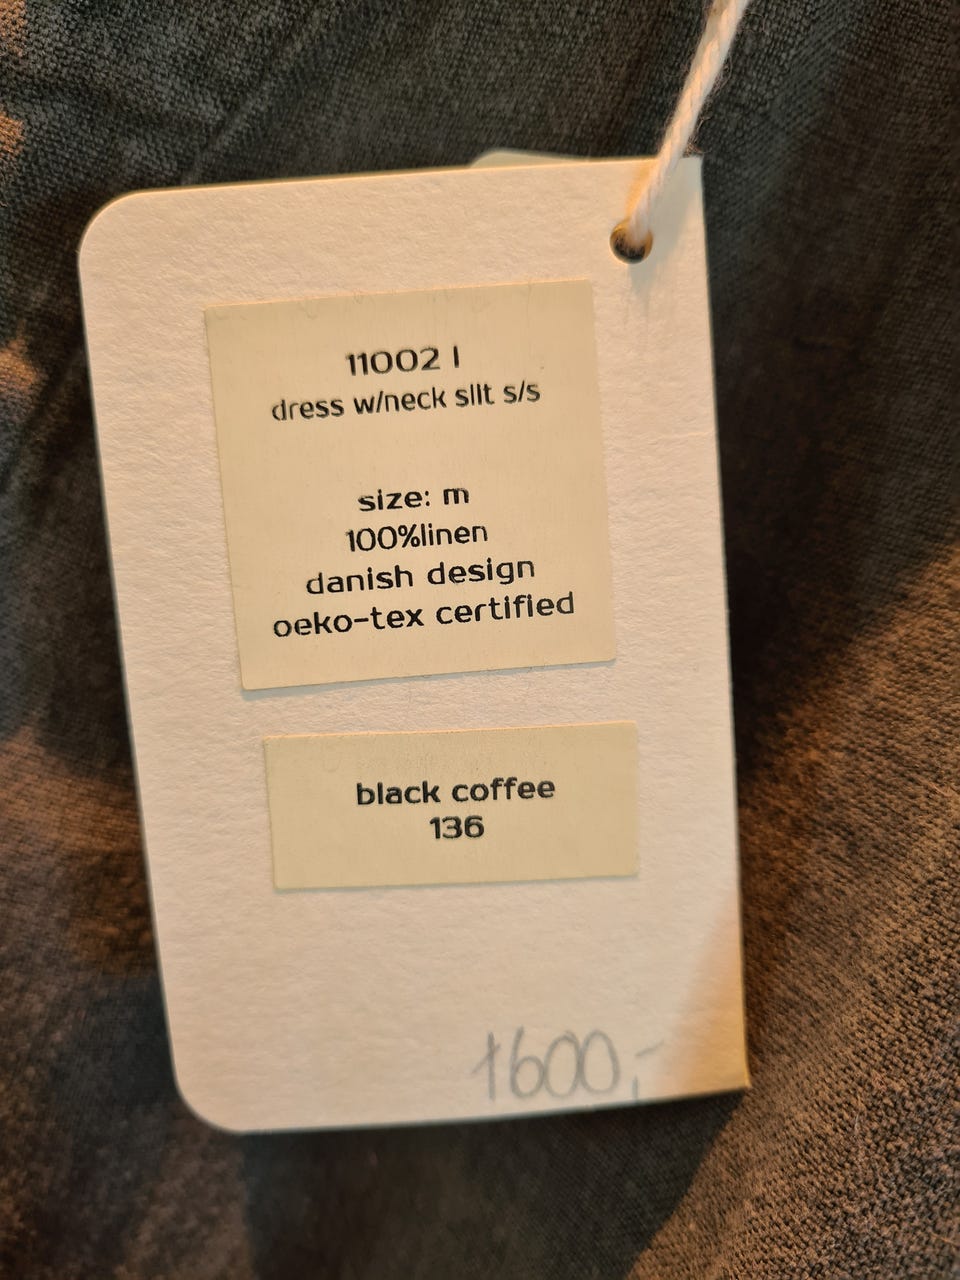 11002 l
dress w/neck slit s/s
size: m
100%linen
danish design
oeko-tex certified
black coffee
136
1600,-